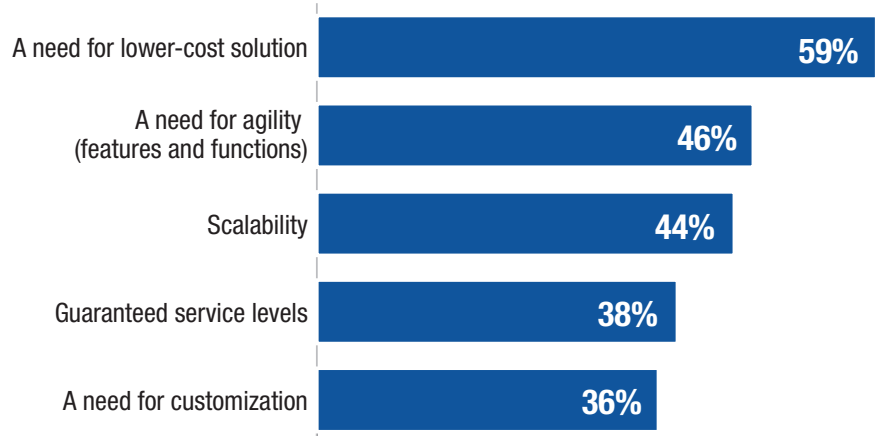 A need for lower-cost solution
59%
A need for agility
(features and functions)
46%
Scalability
44%
Guaranteed service levels
38%
A need for customization
36%